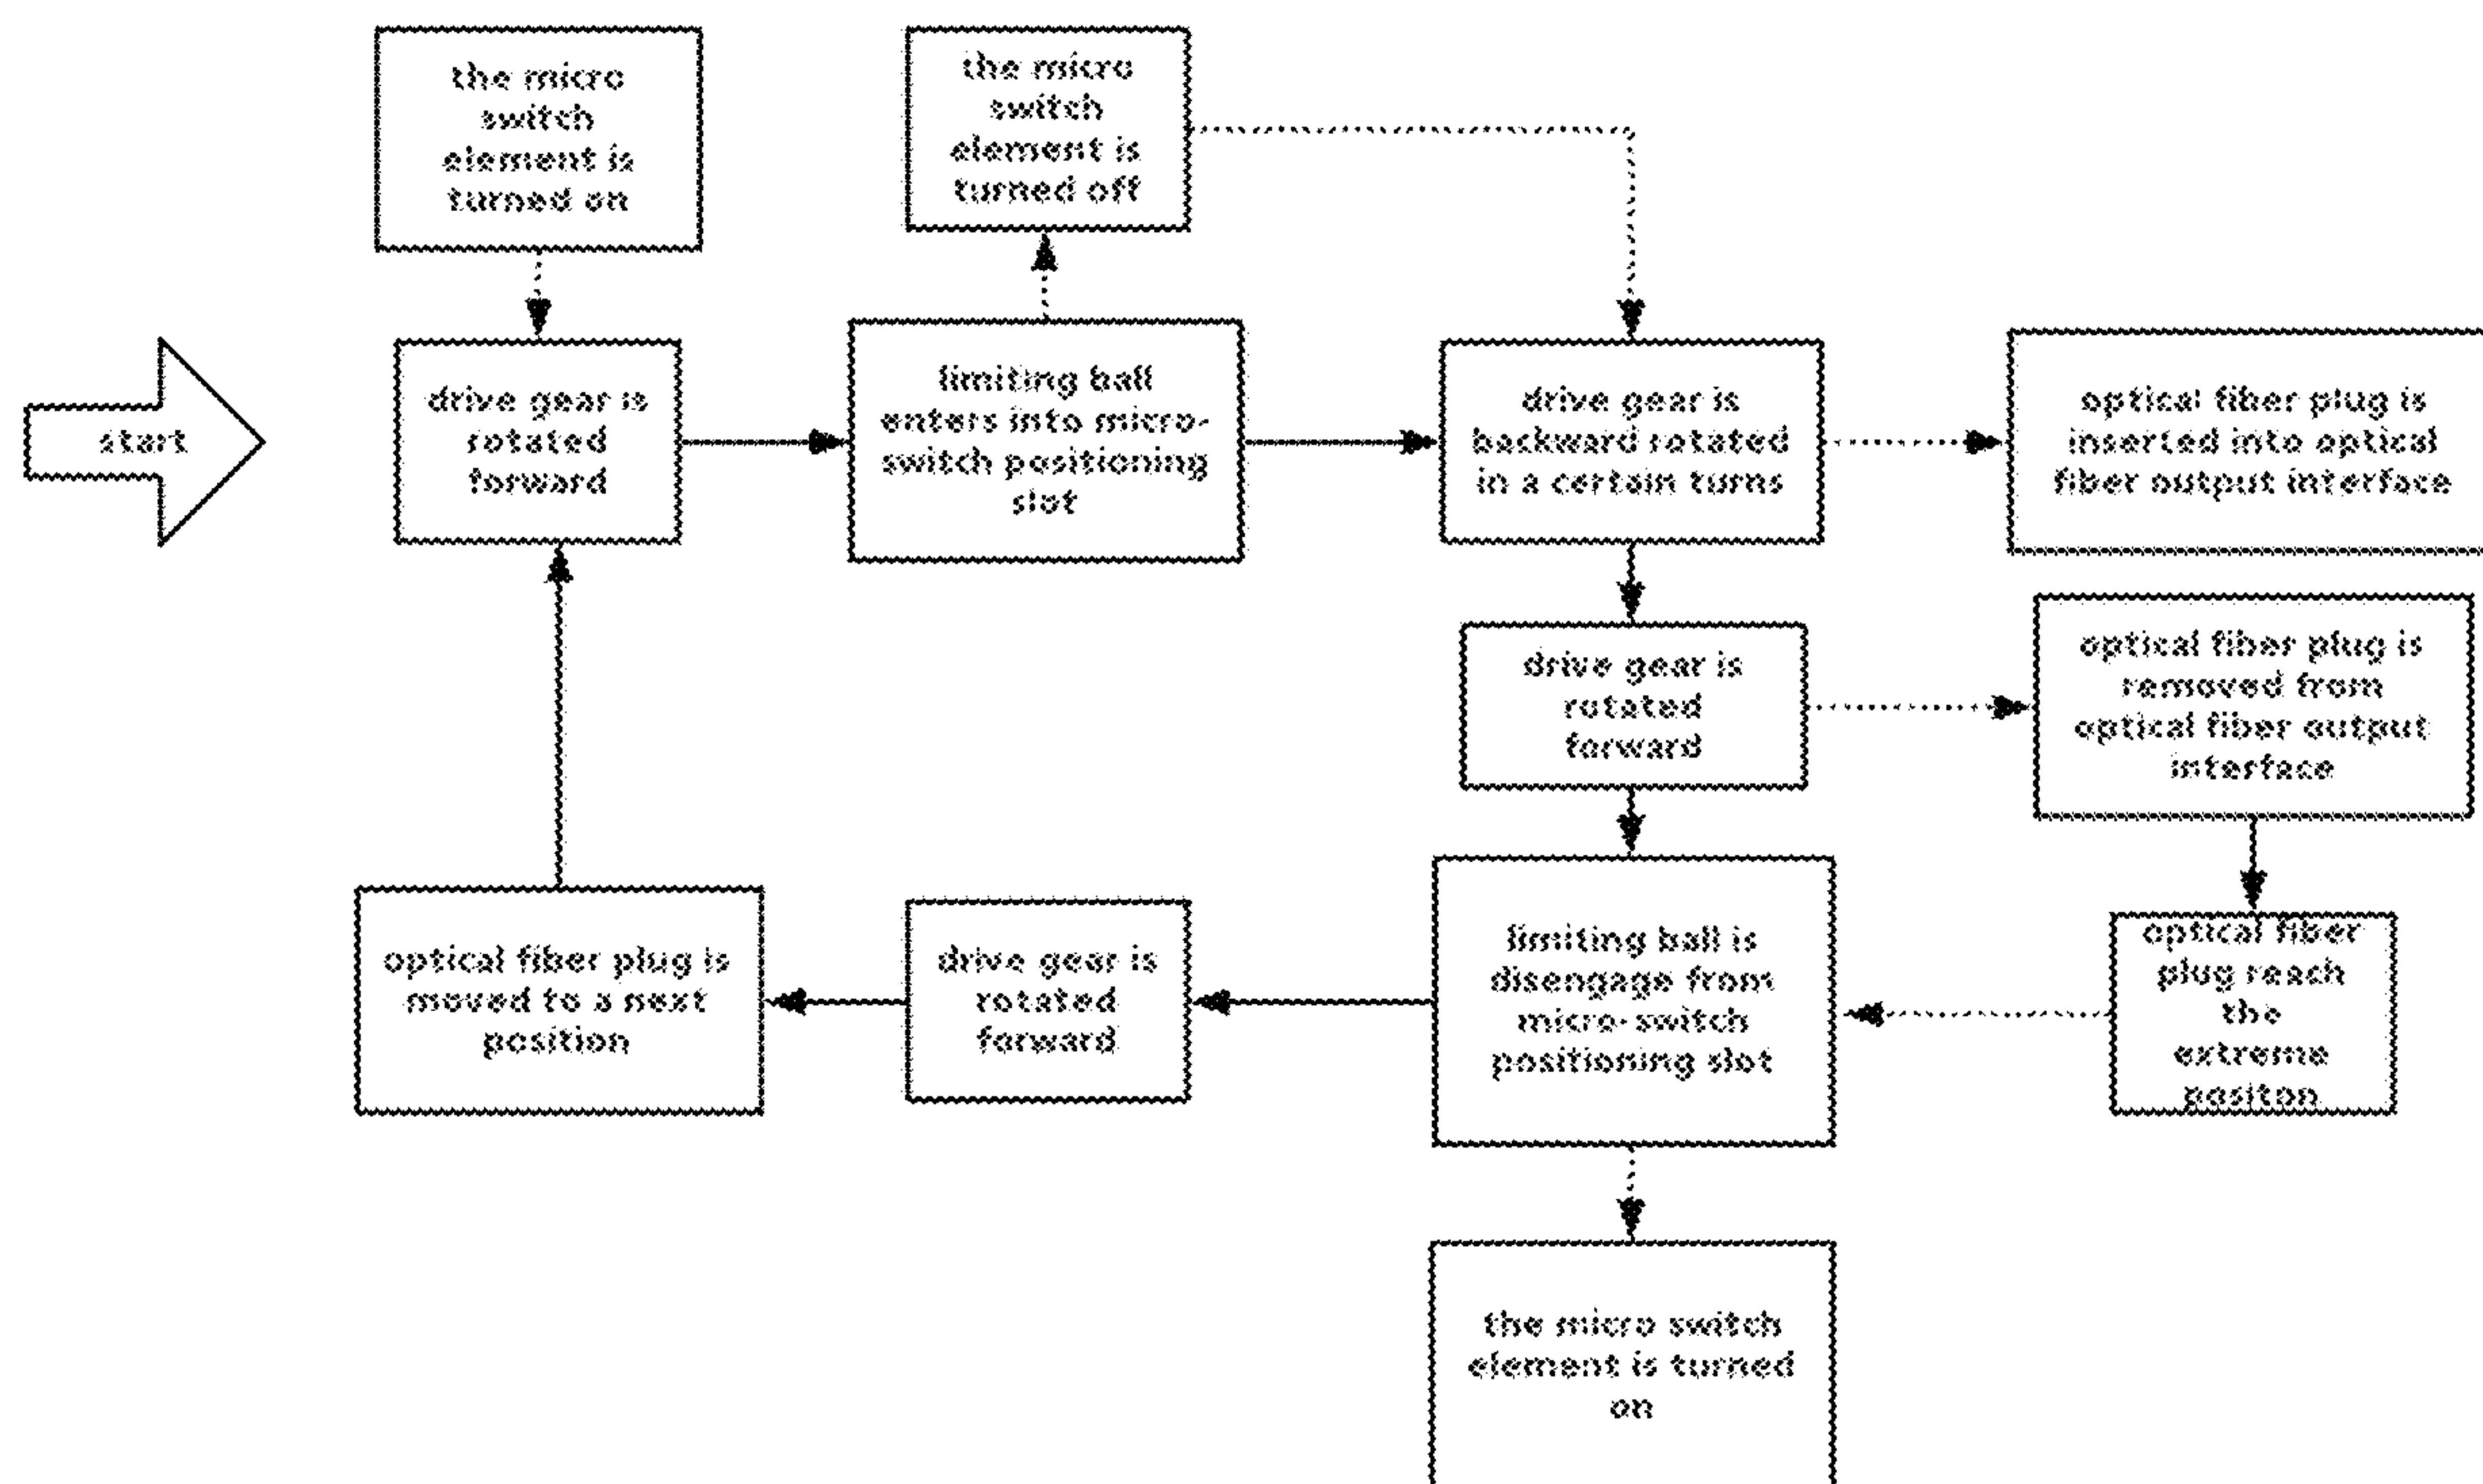 the micro
switch
element is
turned on
the micro
switch
element is
turned off
start
drive gear is
rotated
forward
limiting ball
enters into micro-
switch positioning
slot
drive gear is
backward rotated
in a certain turns
optical fiber plug is
inserted into optical
fiber output interface
drive gear is
rotated
forward
optical fiber plug is
removed from
optical fiber output
interface
optical fiber plug is
moved to a next
position
drive gear is
rotated
forward
limiting ball is
disengage from
micro-switch
positioning slot
optical fiber
plug reach
the
extreme
positon
the micro switch
element is turned
on